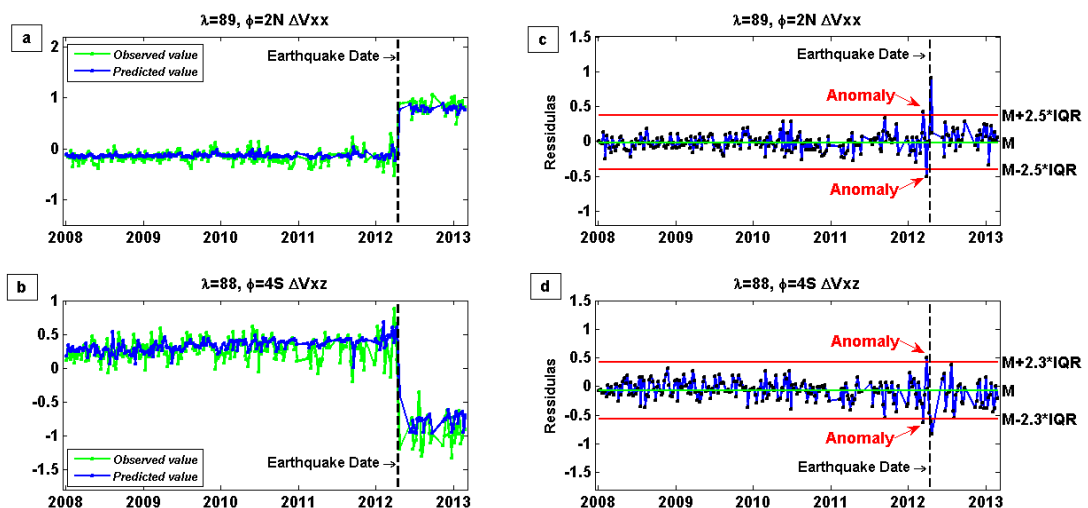 a
λ=89, ϕ=2N ΔVxx
2
1
0
-1
Observed value
Predicted value
Earthquake Date →
2008 2009 2010 2011 2012 2013
c
λ=89, ϕ=2N ΔVxx
Ressidulas
1.5
1
0.5
0
-0.5
-1
Earthquake Date →
Anomaly
Anomaly
M+2.5*IQR
M
M-2.5*IQR
2008 2009 2010 2011 2012 2013
b
λ=88, ϕ=4S ΔVxz
0.5
0
-0.5
-1
-1.5
Observed value
Predicted value
Earthquake Date →
2008 2009 2010 2011 2012 2013
d
λ=88, ϕ=4S ΔVxz
Ressidulas
1.5
1
0.5
0
-0.5
-1
-1.5
Anomaly
Anomaly
Earthquake Date →
M+2.3*IQR
M
M-2.3*IQR
2008 2009 2010 2011 2012 2013